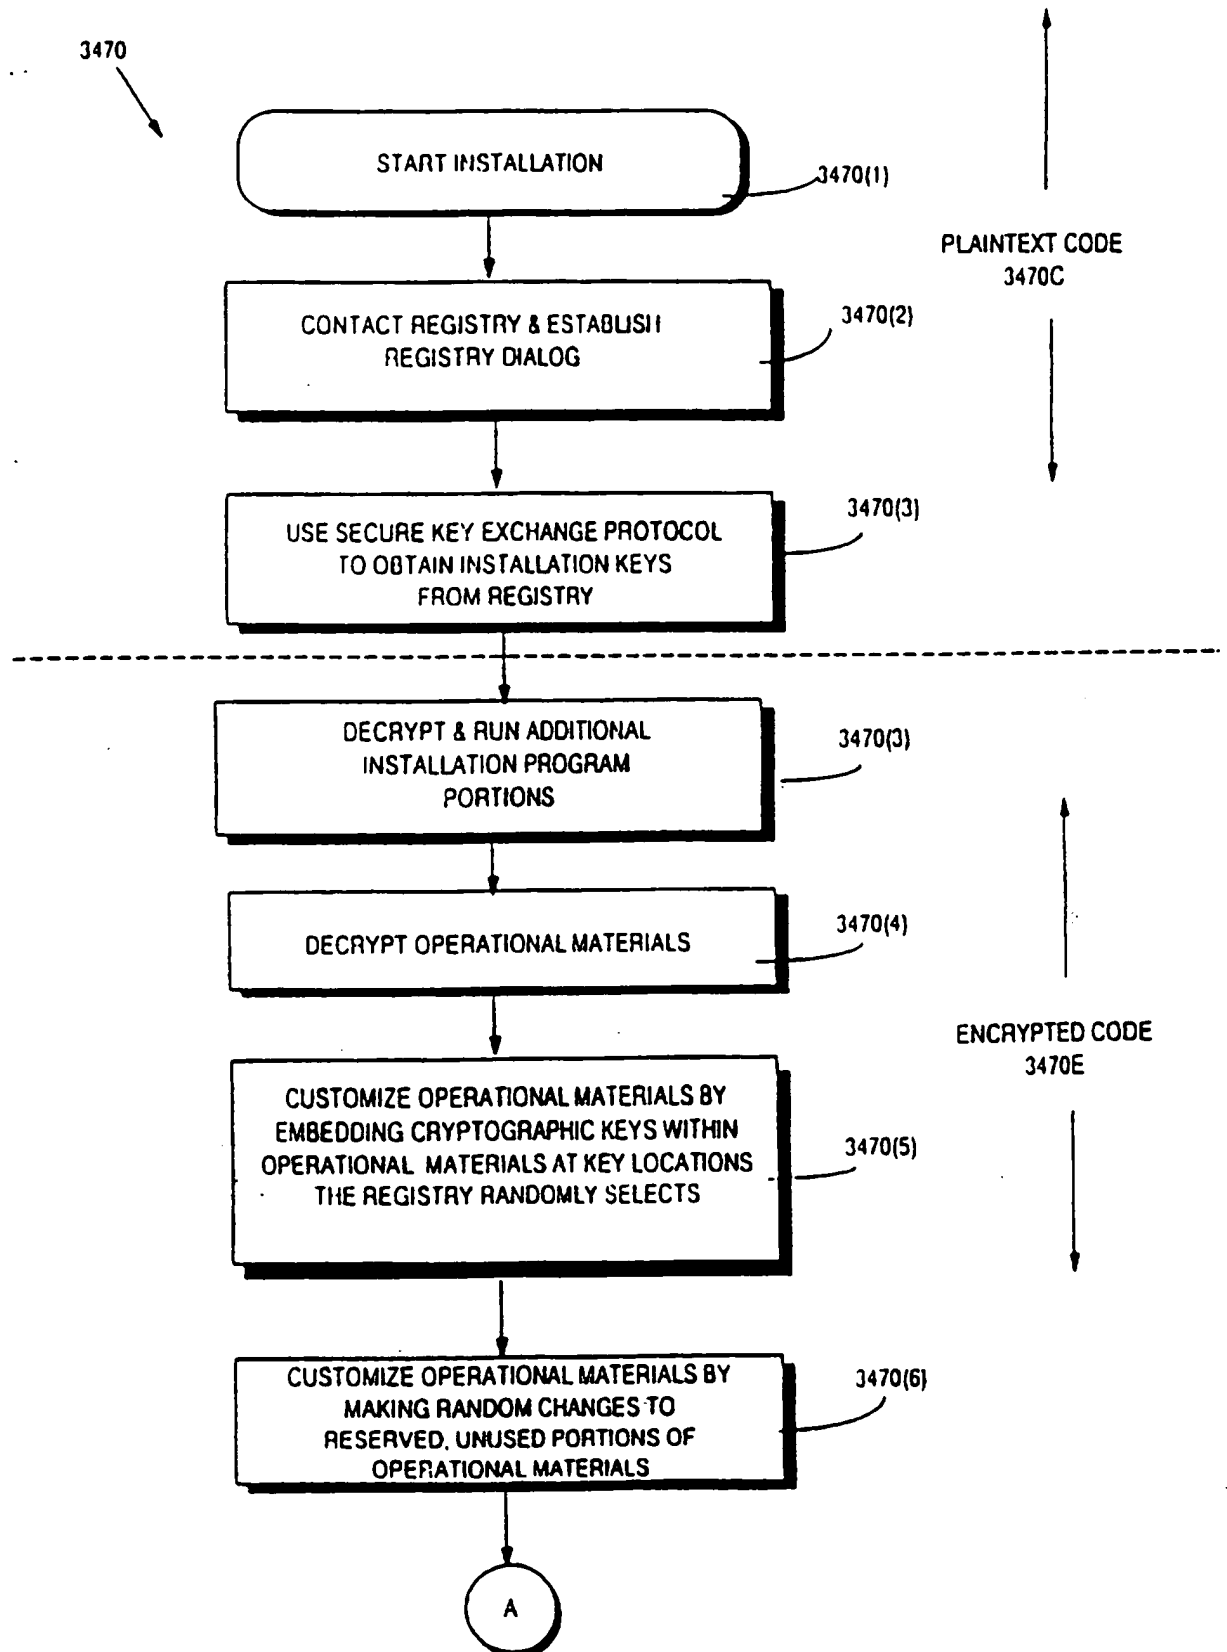 3470
START INSTALLATION
3470(1)
PLAINTEXT CODE
3470C
CONTACT REGISTRY & ESTABLISH
REGISTRY DIALOG
3470(2)
USE SECURE KEY EXCHANGE PROTOCOL
TO OBTAIN INSTALLATION KEYS
FROM REGISTRY
3470(3)
DECRYPT & RUN ADDITIONAL
INSTALLATION PROGRAM
PORTIONS
3470(3)
DECRYPT OPERATIONAL MATERIALS
3470(4)
ENCRYPTED CODE
3470E
CUSTOMIZE OPERATIONAL MATERIALS BY
EMBEDDING CRYPTOGRAPHIC KEYS WITHIN
OPERATIONAL MATERIALS AT KEY LOCATIONS
THE REGISTRY RANDOMLY SELECTS
3470(5)
CUSTOMIZE OPERATIONAL MATERIALS BY
MAKING RANDOM CHANGES TO
RESERVED, UNUSED PORTIONS OF
OPERATIONAL MATERIALS
3470(6)
A